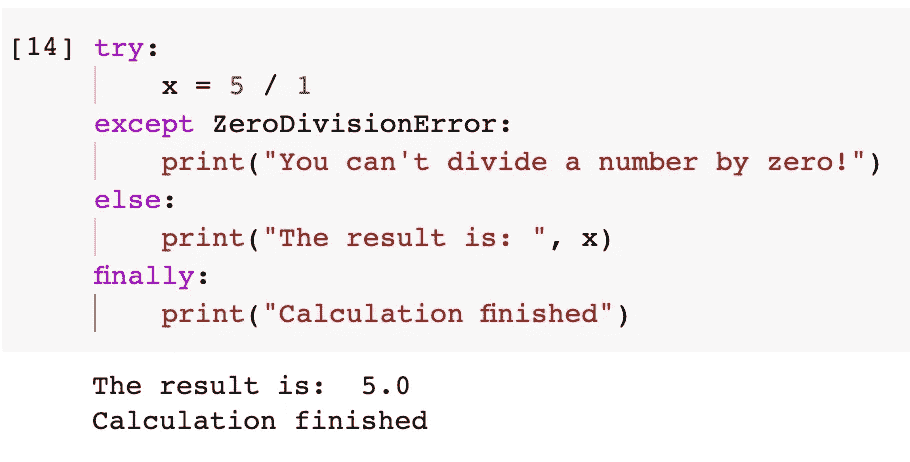 [14] try:
    x = 5 / 1
except ZeroDivisionError:
    print("You can't divide a number by zero!")
else:
    print("The result is: ", x)
finally:
    print("Calculation finished")
The result is:  5.0
Calculation finished